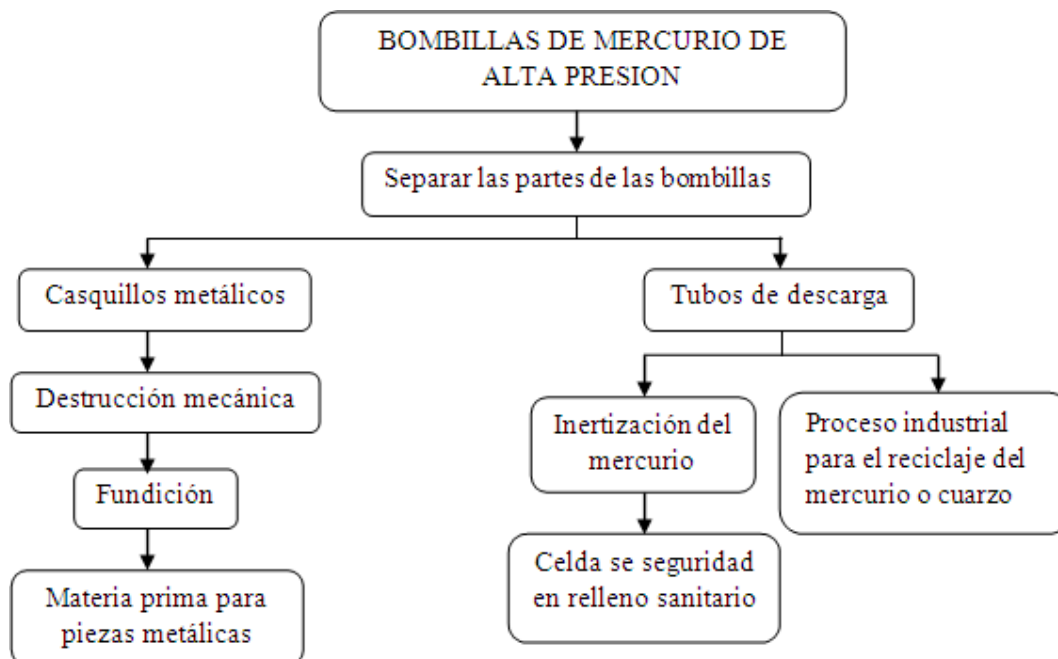 BOMBILLAS DE MERCURIO DE
ALTA PRESION
Separar las partes de las bombillas
Casquillos metálicos
Tubos de descarga
Destrucción mecánica
Inertización del
mercurio
Proceso industrial
para el reciclaje del
mercurio o cuarzo
Fundición
Celda se seguridad
en relleno sanitario
Materia prima para
piezas metálicas